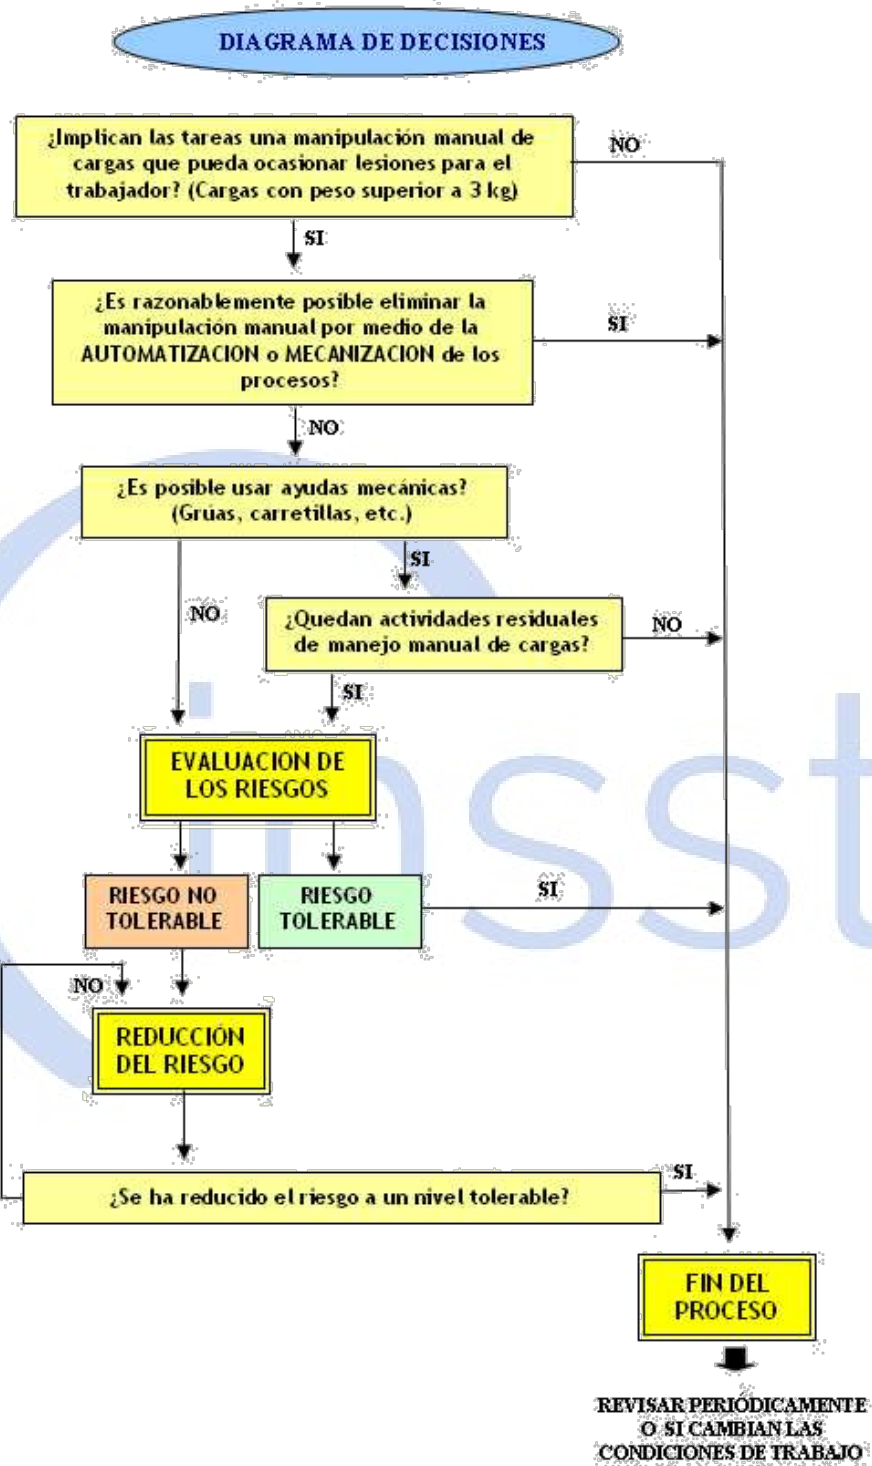 DIAGRAMA DE DECISIONES
¿Implican las tareas una manipulación manual de
cargas que pueda ocasionar lesiones para el
trabajador? (Cargas con peso superior a 3 kg)
NO
SI
¿Es razonablemente posible eliminar la
manipulación manual por medio de la
AUTOMATIZACION o MECANIZACION de los
procesos?
SI
NO
¿Es posible usar ayudas mecánicas?
(Grúas, carretillas, etc.)
SI
NO
¿Quedan actividades residuales
de manejo manual de cargas?
NO
SI
EVALUACION DE
LOS RIESGOS
RIESGO NO
TOLERABLE
RIESGO
TOLERABLE
SI
NO
REDUCCIÓN
DEL RIESGO
¿Se ha reducido el riesgo a un nivel tolerable?
SI
FIN DEL
PROCESO
REVISAR PERIÓDICAMENTE
O SI CAMBIAN LAS
CONDICIONES DE TRABAJO
insst